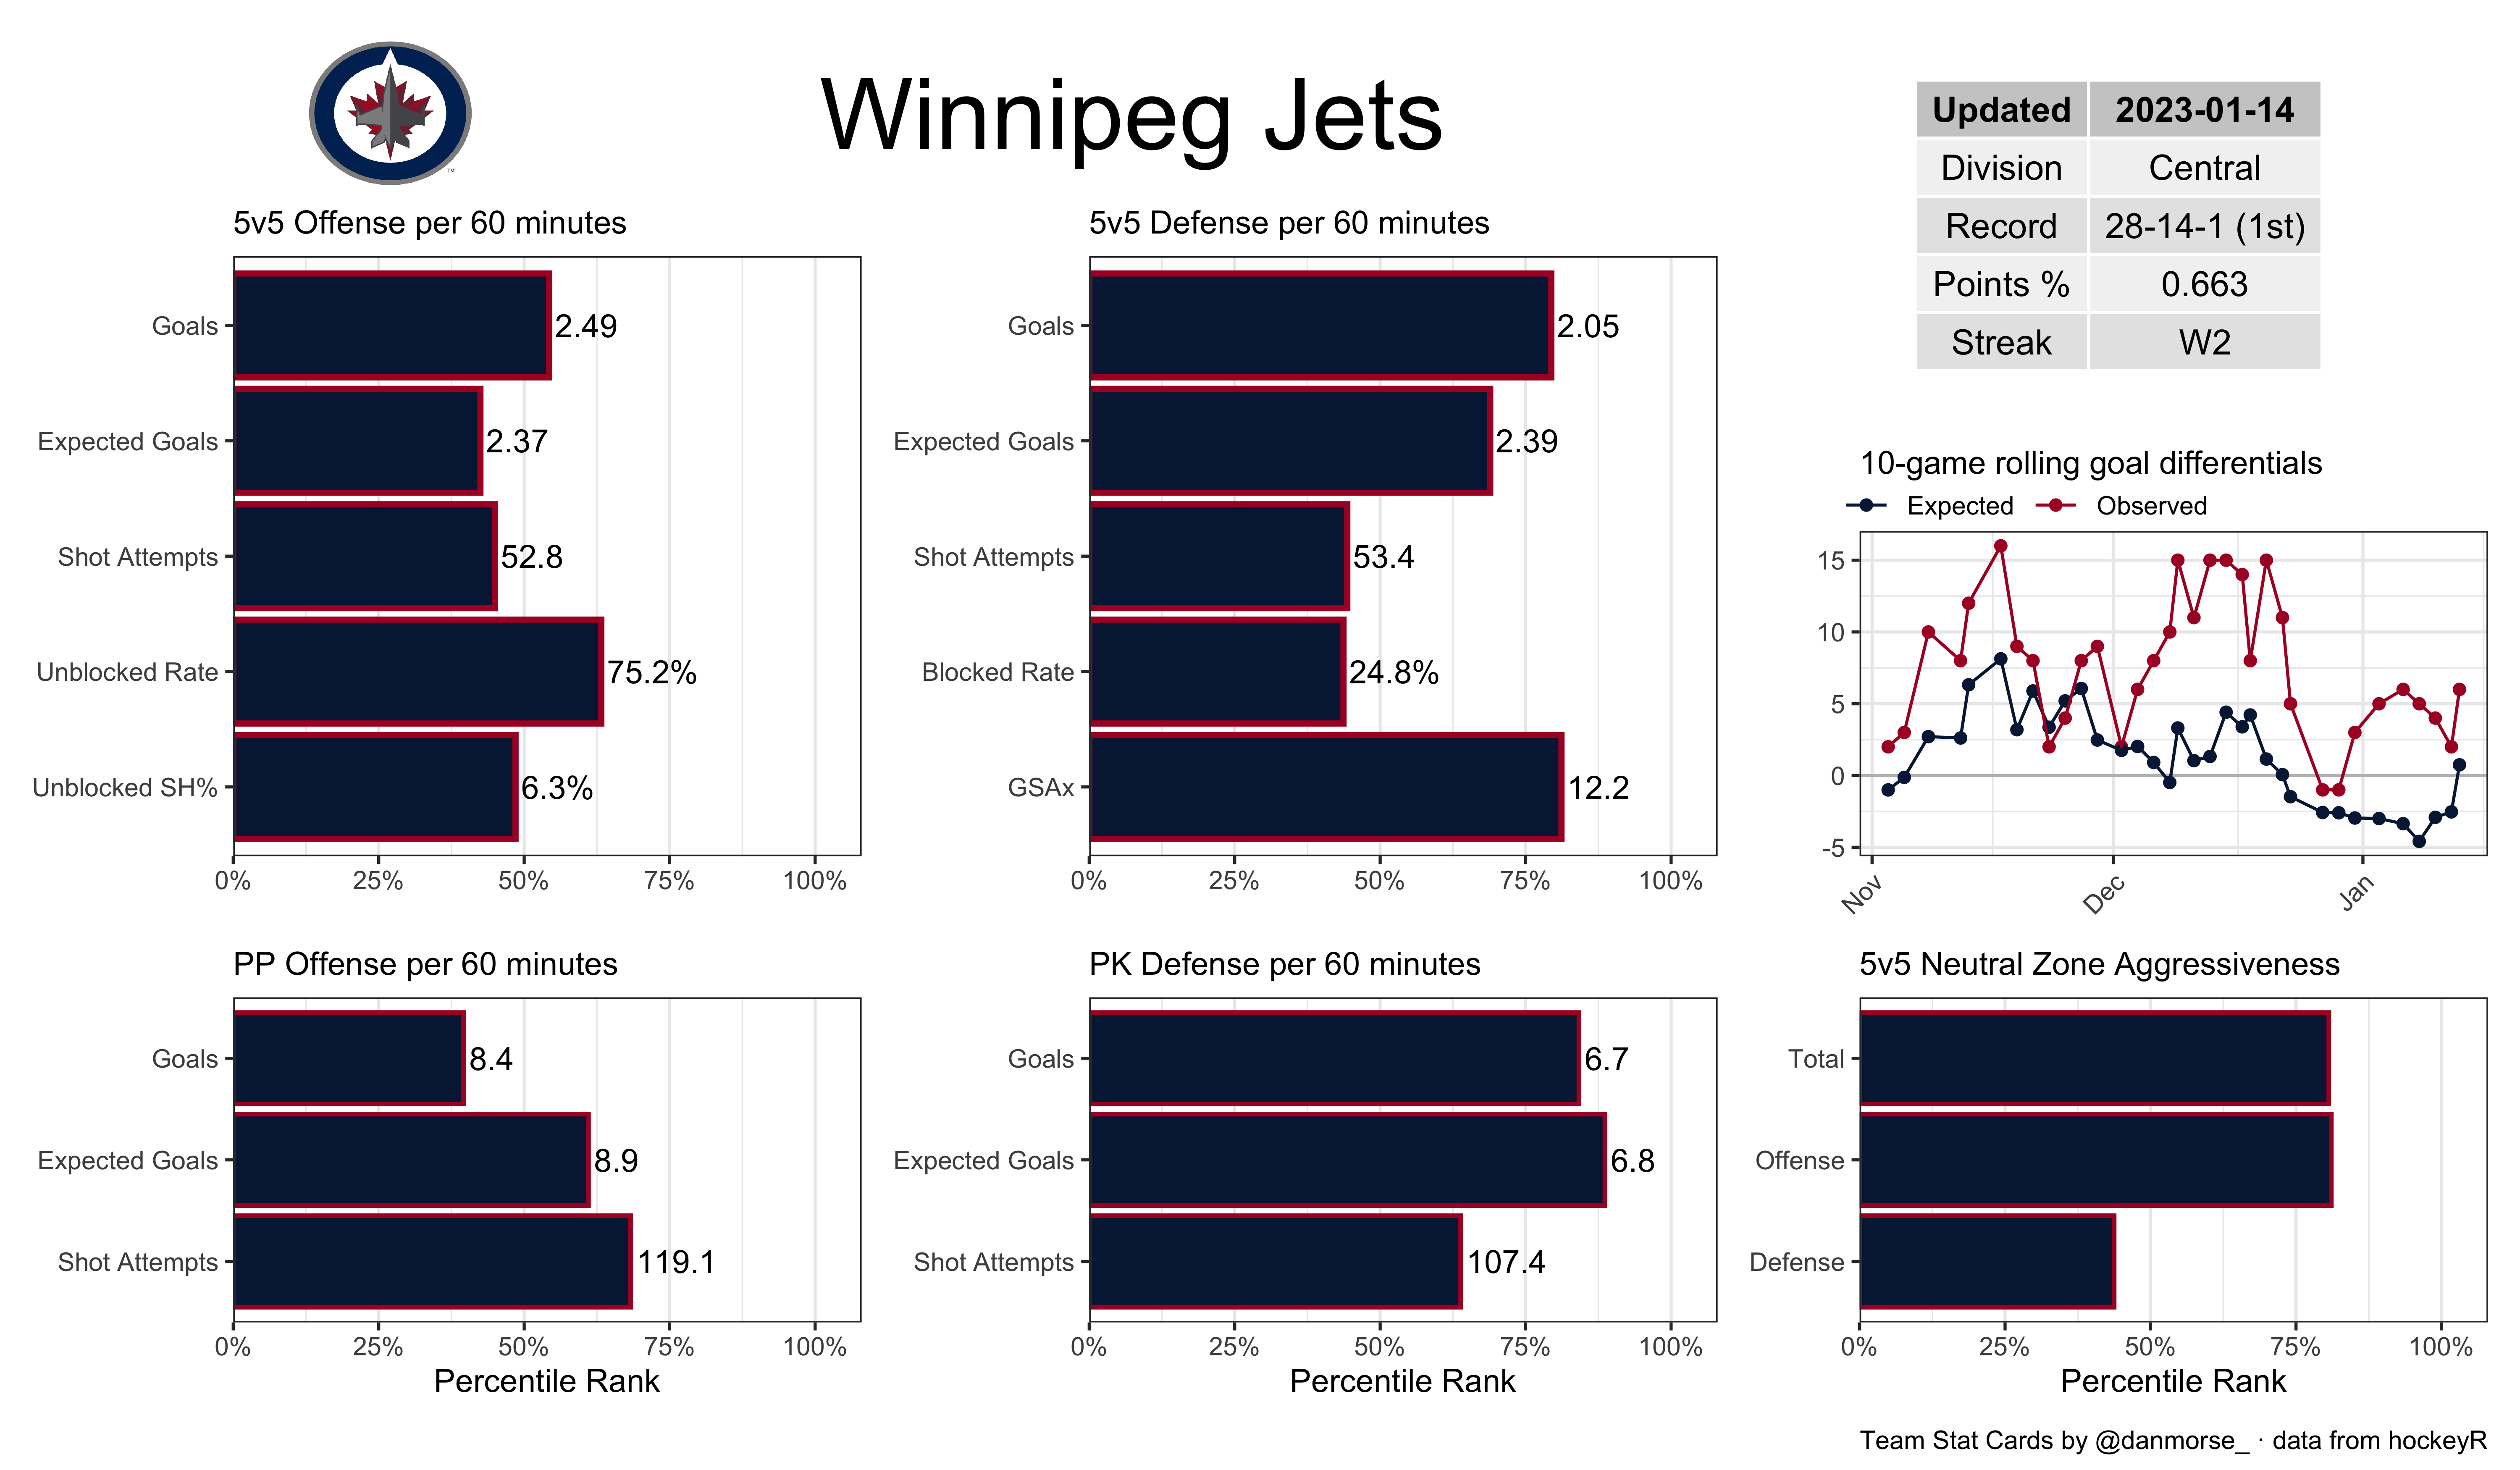 Winnipeg Jets
Updated 2023-01-14
Division Central
Record 28-14-1 (1st)
Points % 0.663
Streak W2
5v5 Offense per 60 minutes
Goals 2.49
Expected Goals 2.37
Shot Attempts 52.8
Unblocked Rate 75.2%
Unblocked SH% 6.3%
0% 25% 50% 75% 100%
5v5 Defense per 60 minutes
Goals 2.05
Expected Goals 2.39
Shot Attempts 53.4
Blocked Rate 24.8%
GSAx 12.2
0% 25% 50% 75% 100%
10-game rolling goal differentials
Expected Observed
15
10
5
0
-5
Nov Dec Jan
PP Offense per 60 minutes
Goals 8.4
Expected Goals 8.9
Shot Attempts 119.1
0% 25% 50% 75% 100%
Percentile Rank
PK Defense per 60 minutes
Goals 6.7
Expected Goals 6.8
Shot Attempts 107.4
0% 25% 50% 75% 100%
Percentile Rank
5v5 Neutral Zone Aggressiveness
Total
Offense
Defense
0% 25% 50% 75% 100%
Percentile Rank
Team Stat Cards by @danmorse_ · data from hockeyR